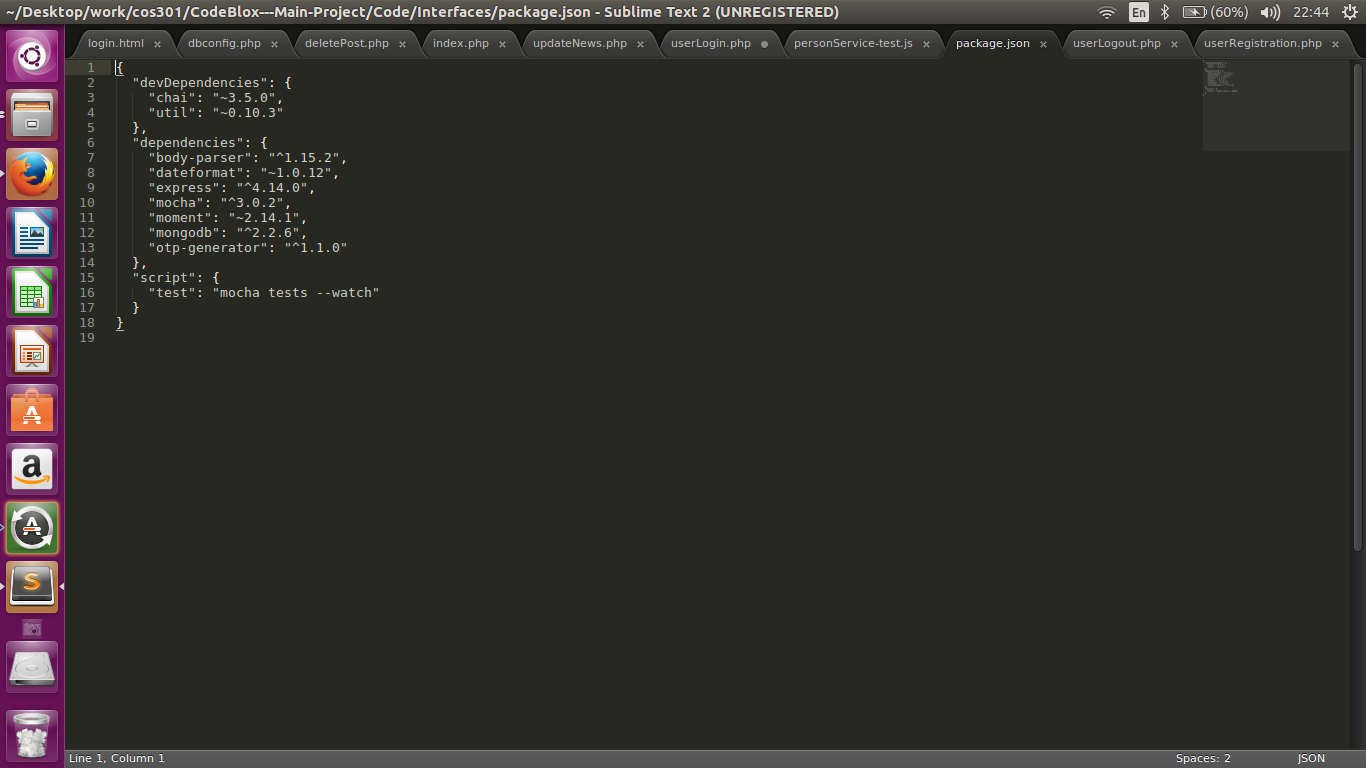 ~/Desktop/work/cos301/CodeBlox---Main-Project/Code/Interfaces/package.json - Sublime Text 2 (UNREGISTERED) En (60%) 22:44
login.html dbconfig.php deletePost.php index.php updateNews.php userLogin.php personService-test.js package.json userLogout.php userRegistration.php
1 {
2   "devDependencies": {
3     "chai": "~3.5.0",
4     "util": "~0.10.3"
5   },
6   "dependencies": {
7     "body-parser": "^1.15.2",
8     "dateformat": "~1.0.12",
9     "express": "^4.14.0",
10     "mocha": "^3.0.2",
11     "moment": "~2.14.1",
12     "mongodb": "^2.2.6",
13     "otp-generator": "^1.1.0"
14   },
15   "script": {
16     "test": "mocha tests --watch"
17   }
18 }
19
Line 1, Column 1 Spaces: 2 JSON